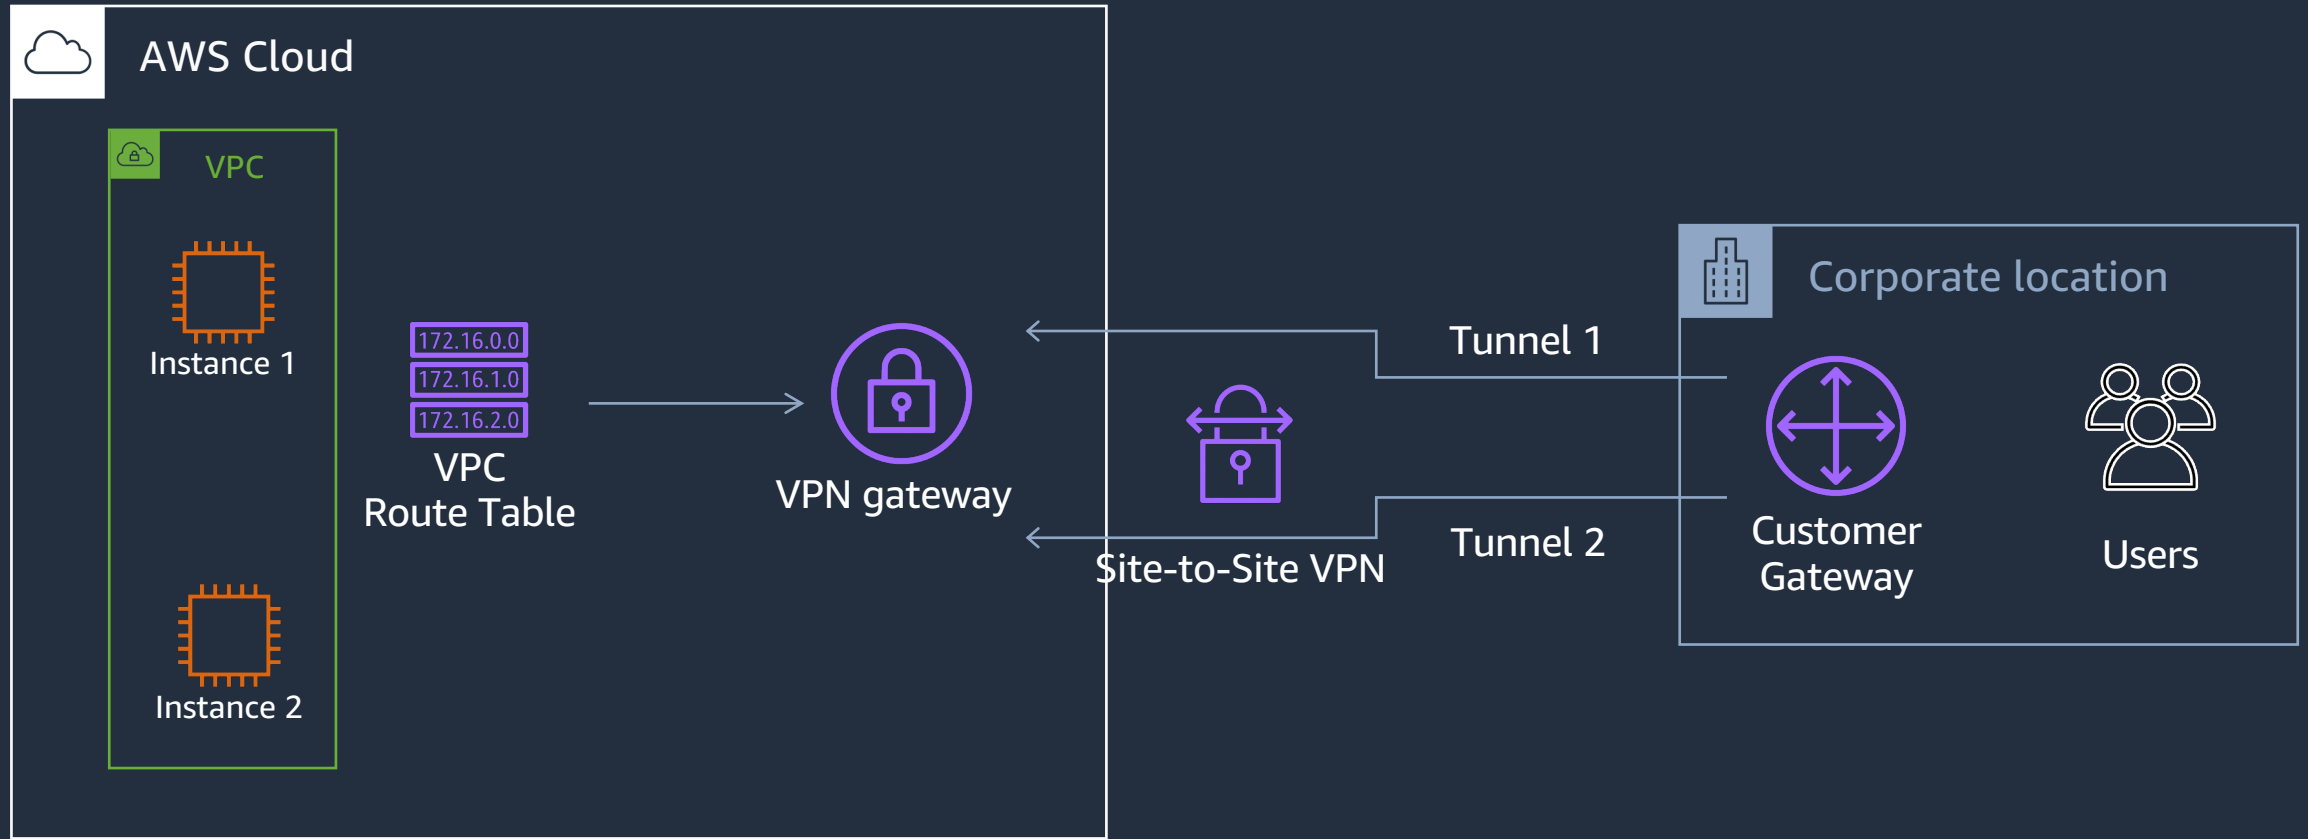 AWS Cloud
VPC
Instance 1
Instance 2
172.16.0.0
172.16.1.0
172.16.2.0
VPC
Route Table
VPN gateway
Site-to-Site VPN
Tunnel 1
Tunnel 2
Corporate location
Customer
Gateway
Users